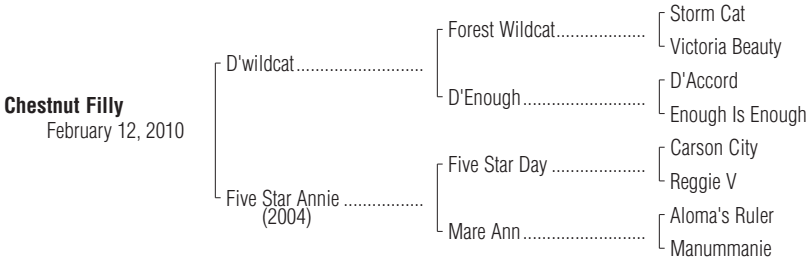 Storm Cat
Forest Wildcat....................
Victoria Beauty
D'wildcat...........................
D'Accord
D'Enough..........................
Enough Is Enough
Chestnut Filly
February 12, 2010
Carson City
Five Star Day ....................
Reggie V
Five Star Annie .................
(2004)
Aloma's Ruler
Mare Ann..........................
Manummanie